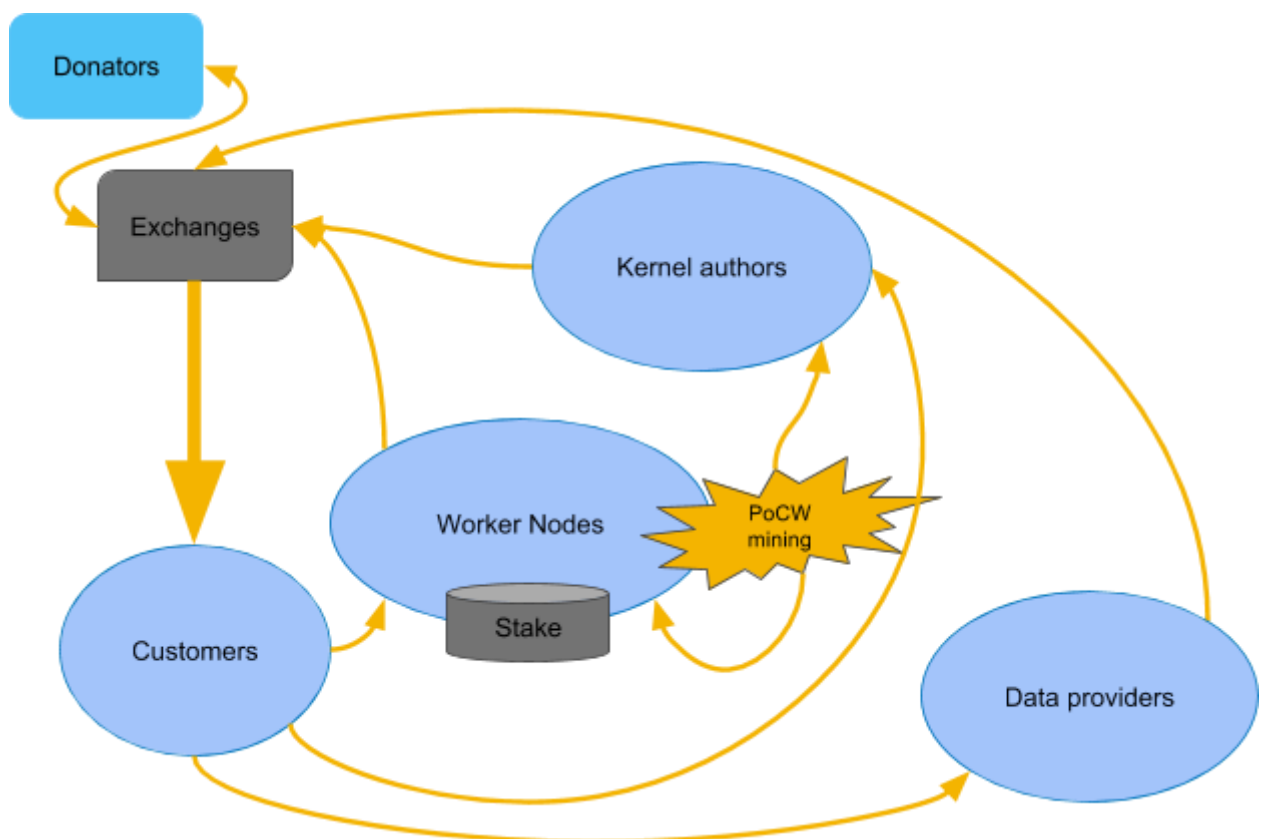 Donators
Exchanges
Kernel authors
Worker Nodes
PoCW
mining
Stake
Customers
Data providers